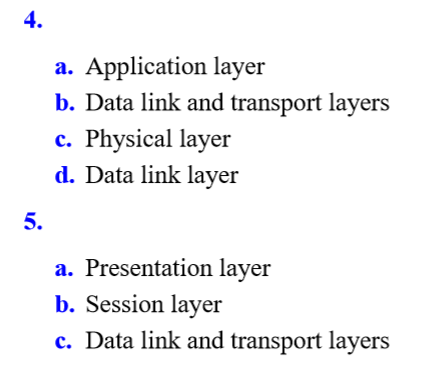 4.
a. Application layer
b. Data link and transport layers
c. Physical layer
d. Data link layer
5.
a. Presentation layer
b. Session layer
c. Data link and transport layers